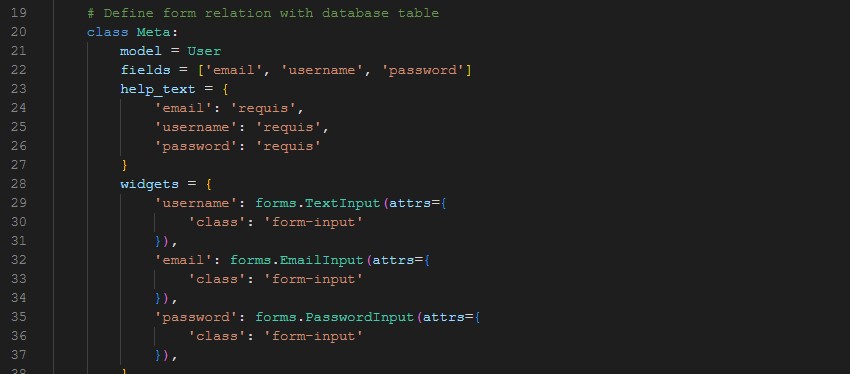 19 # Define form relation with database table
20 class Meta:
21 model = User
22 fields = ['email', 'username', 'password']
23 help_text = {
24 'email': 'requis',
25 'username': 'requis',
26 'password': 'requis'
27 }
28 widgets = {
29 'username': forms.TextInput(attrs={
30 'class': 'form-input'
31 }),
32 'email': forms.EmailInput(attrs={
33 'class': 'form-input'
34 }),
35 'password': forms.PasswordInput(attrs={
36 'class': 'form-input'
37 }),
38 }